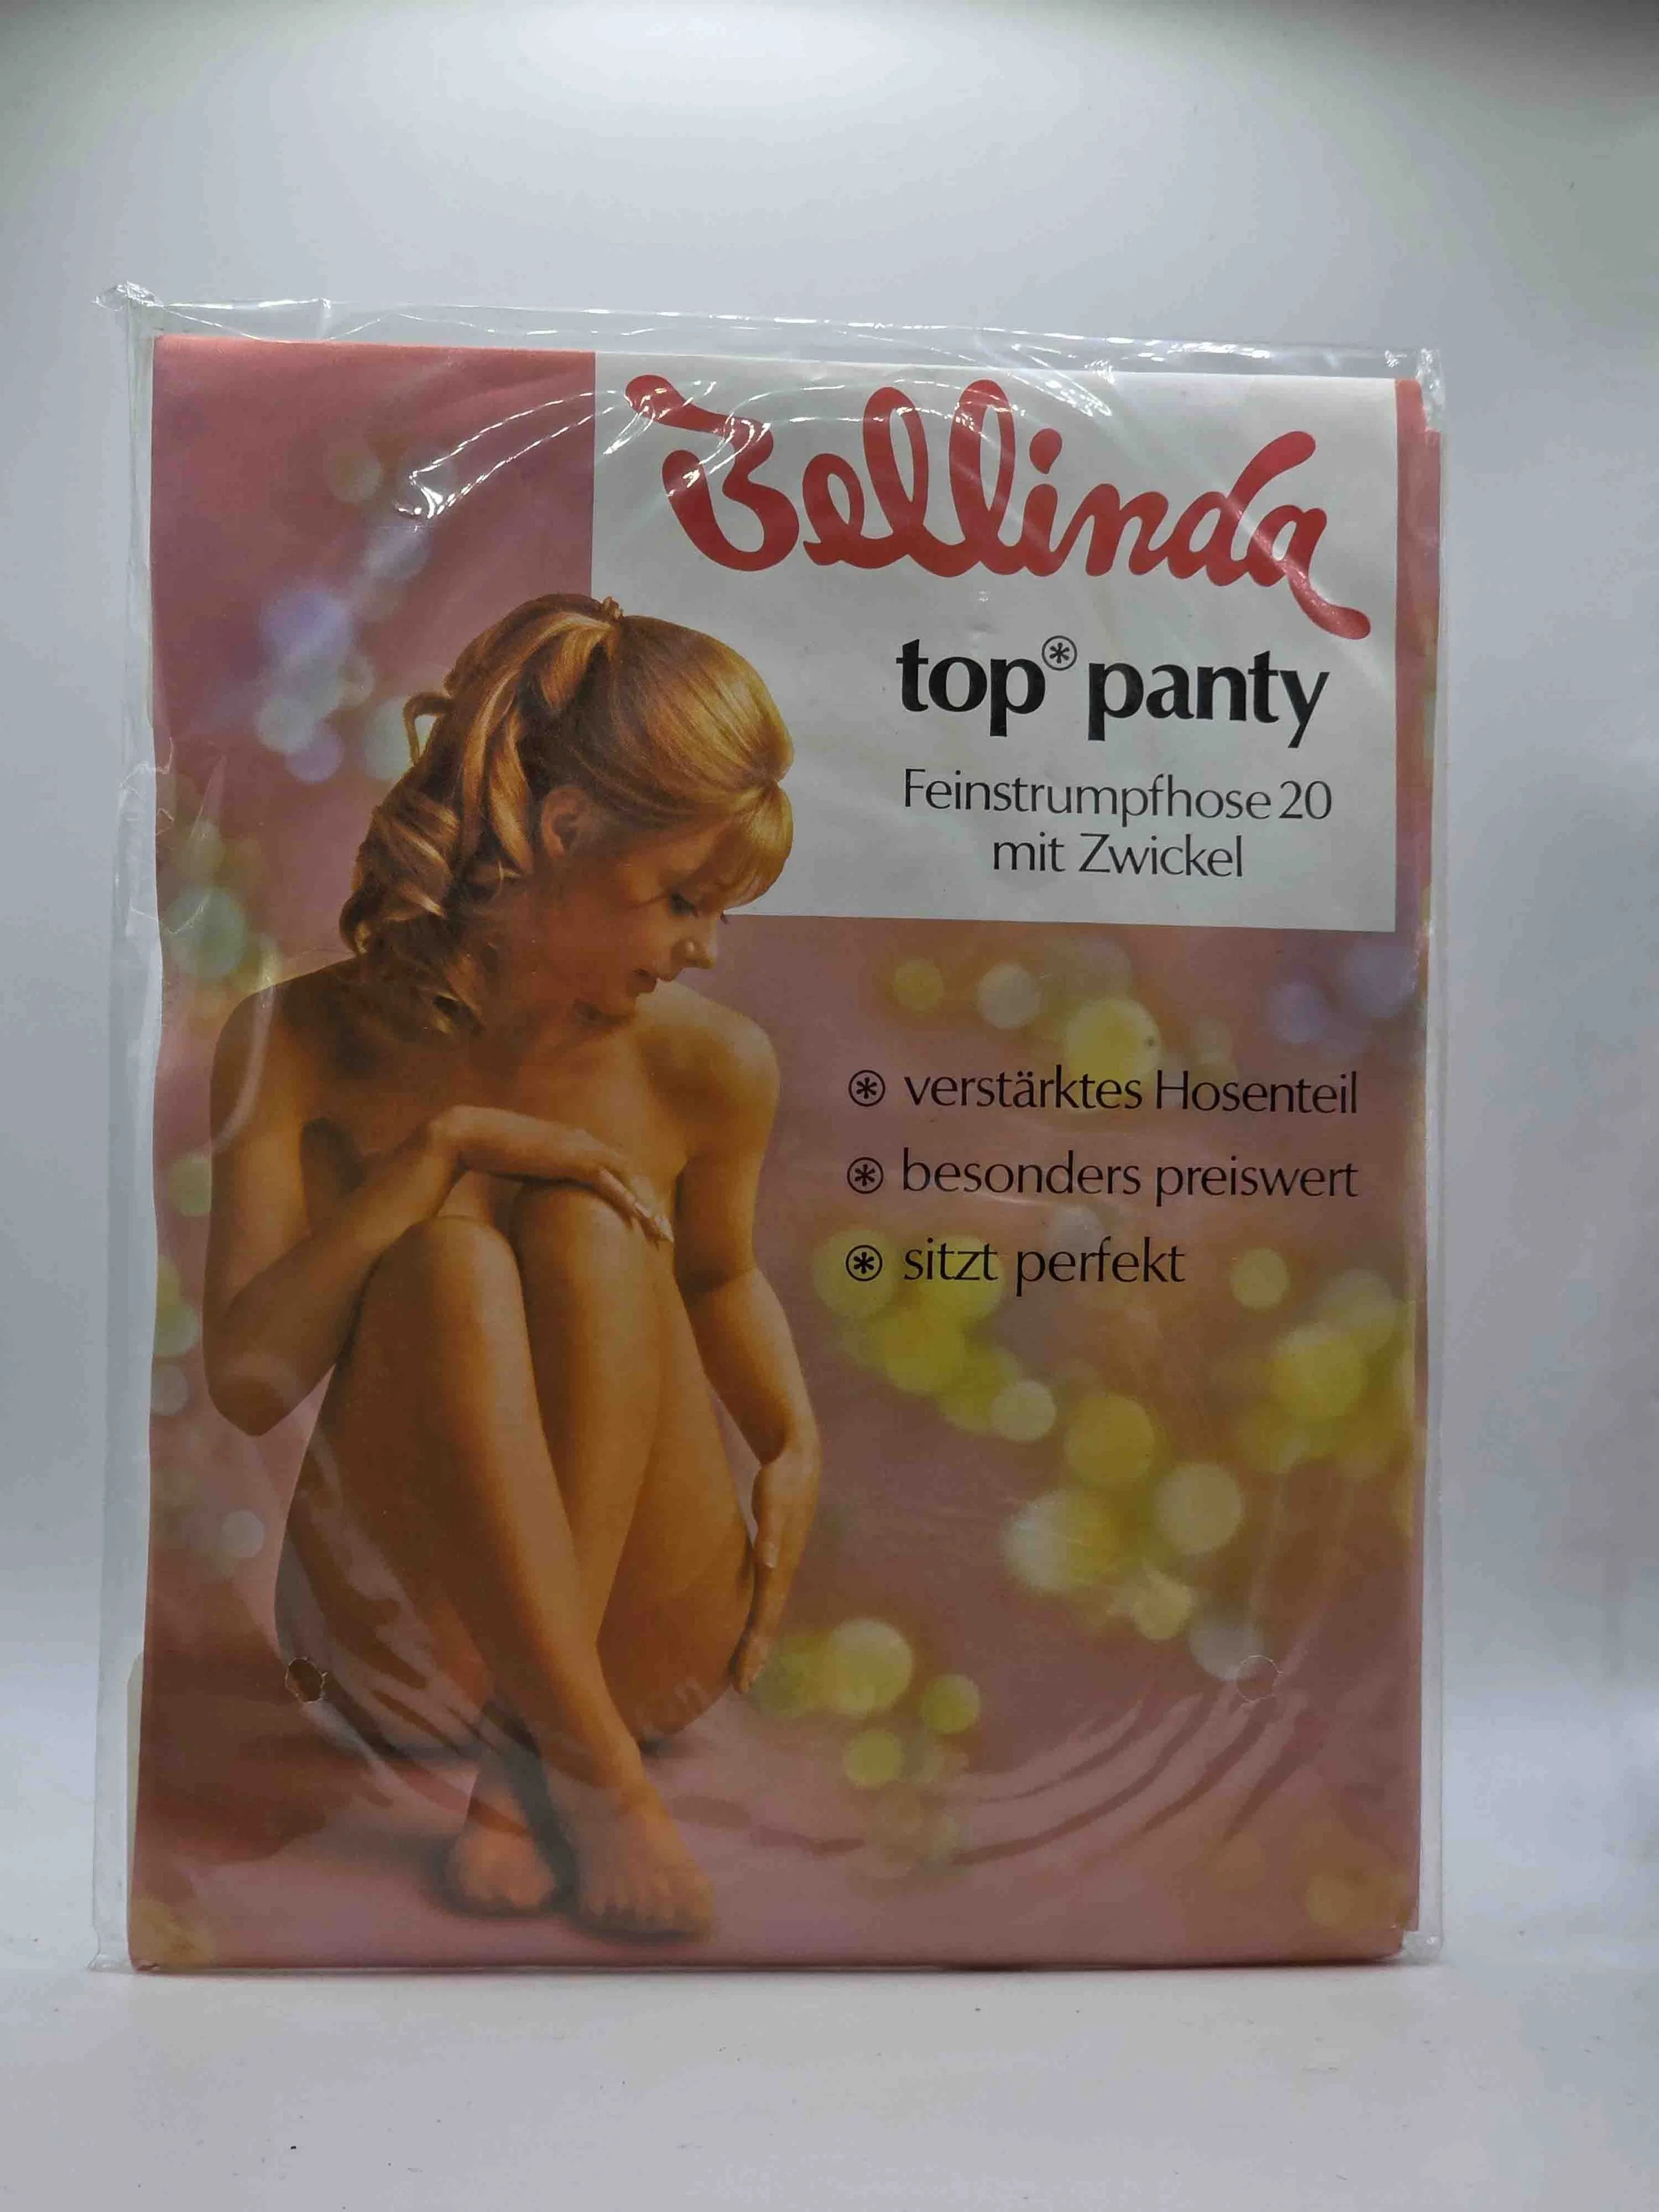 Bellinda
top® panty
Feinstrumpfhose 20
mit Zwickel
⊛ verstärktes Hosenteil
⊛ besonders preiswert
⊛ sitzt perfekt